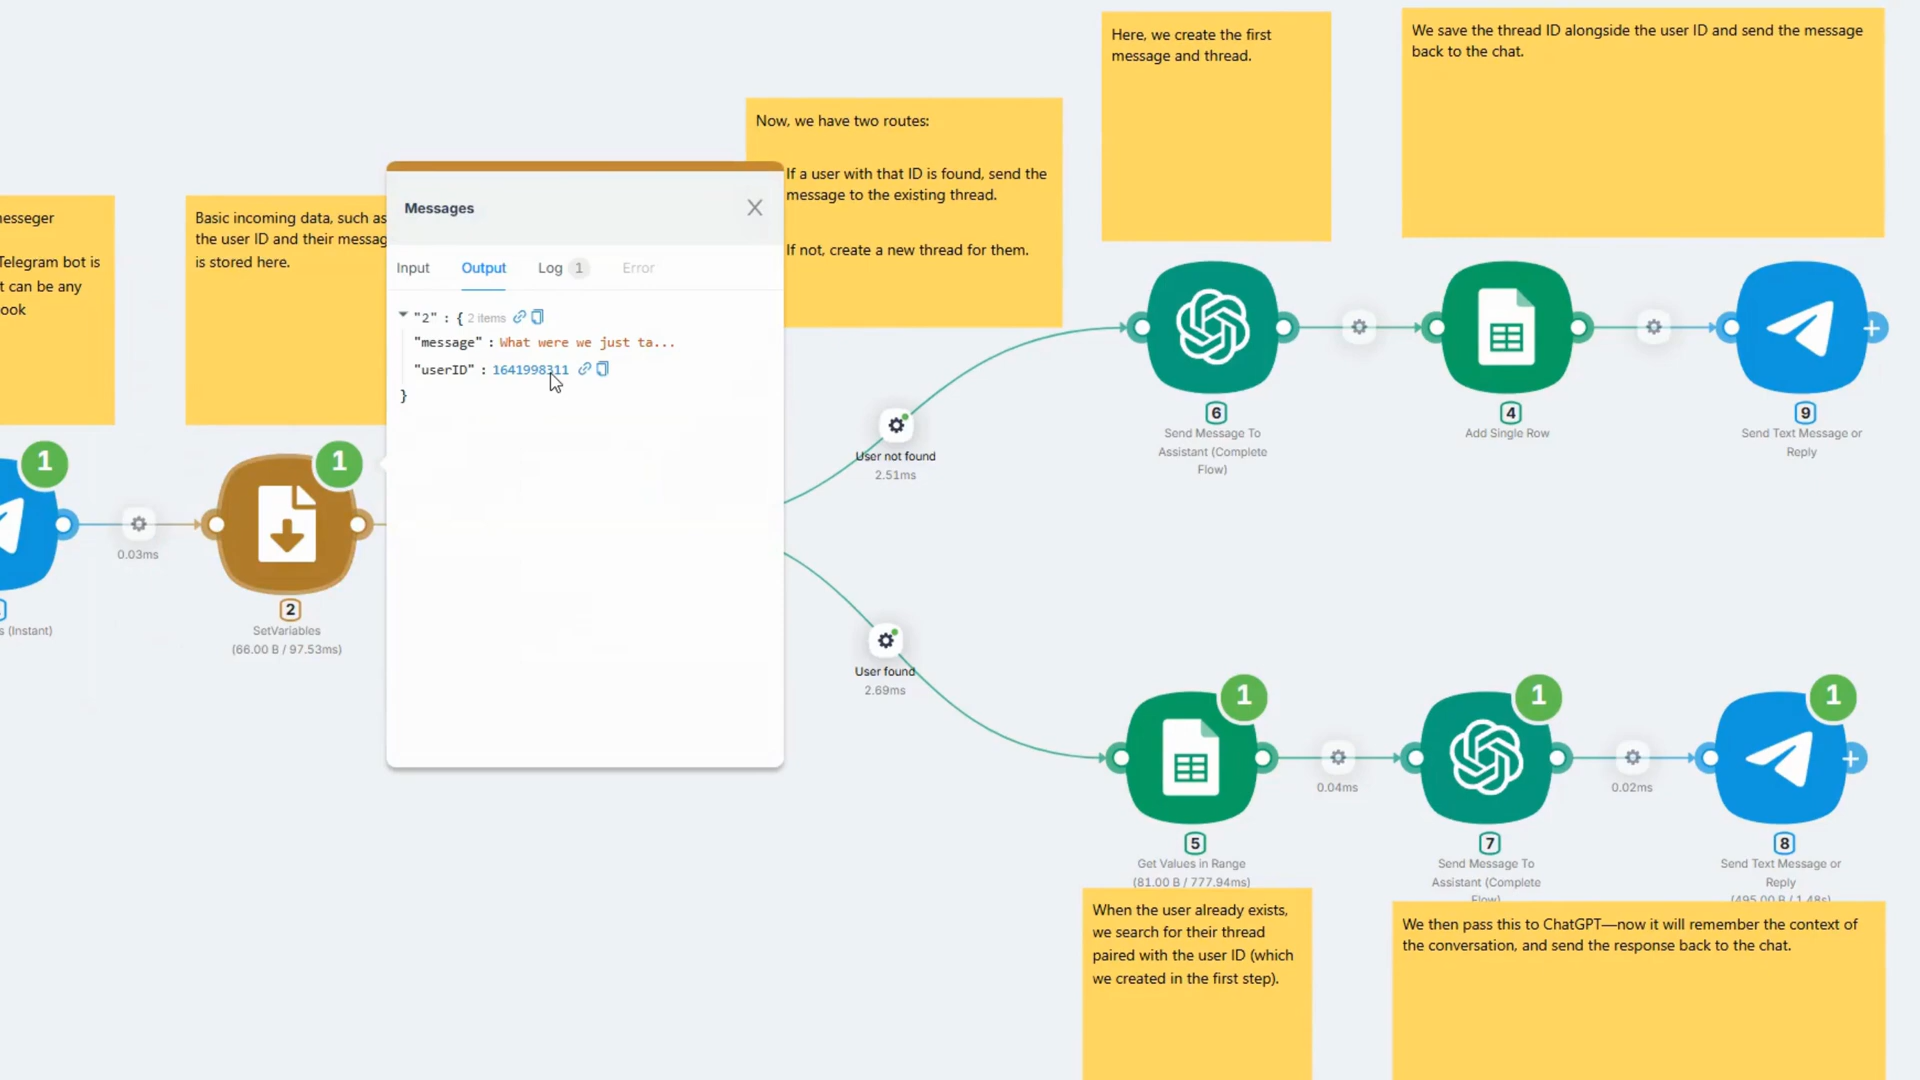 Here, we create the first
message and thread.
We save the thread ID alongside the user ID and send the message
back to the chat.
Now, we have two routes:
If a user with that ID is found, send the
message to the existing thread.
If not, create a new thread for them.
Telegram bot is
t can be any
Basic incoming data, such as
the user ID and their messag
is stored here.
Messages
Input
Output
Log 1
Error
"2" : { 2 items
"message" : What were we just ta...
"userID" : 1641998311
}
1
0.03ms
s (Instant)
1
2
SetVariables
(66.00 B / 97.53ms)
User not found
2.51ms
User found
2.69ms
6
Send Message To
Assistant (Complete
Flow)
4
Add Single Row
9
Send Text Message or
Reply
1
5
Get Values in Range
(81.00 B / 777.94ms)
0.04ms
1
7
Send Message To
Assistant (Complete
Flow)
0.02ms
1
8
Send Text Message or
Reply
(495.00 B / 1.48s)
When the user already exists,
we search for their thread
paired with the user ID (which
we created in the first step).
We then pass this to ChatGPT—now it will remember the context of
the conversation, and send the response back to the chat.